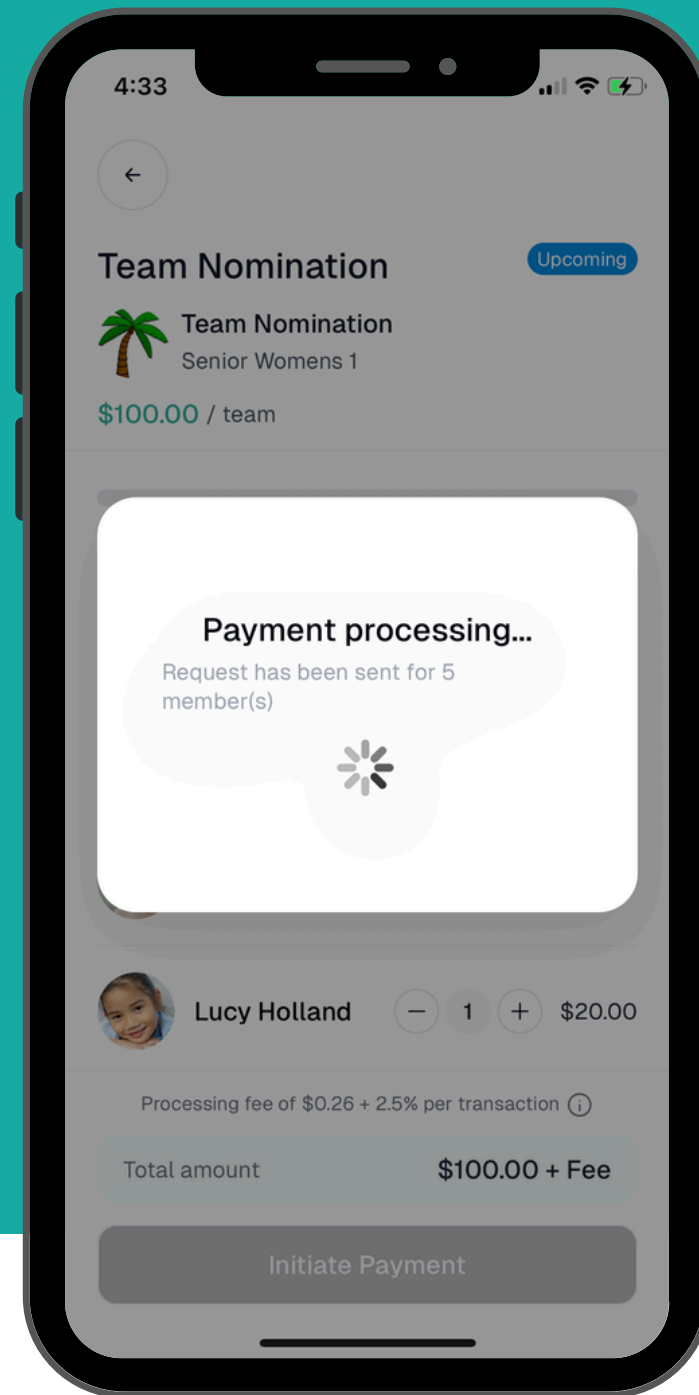 4:33
Team Nomination
Upcoming
Team Nomination
Senior Womens 1
$100.00 / team
Payment processing...
Request has been sent for 5
member(s)
Lucy Holland
1
$20.00
Processing fee of $0.26 + 2.5% per transaction
Total amount
$100.00 + Fee
Initiate Payment